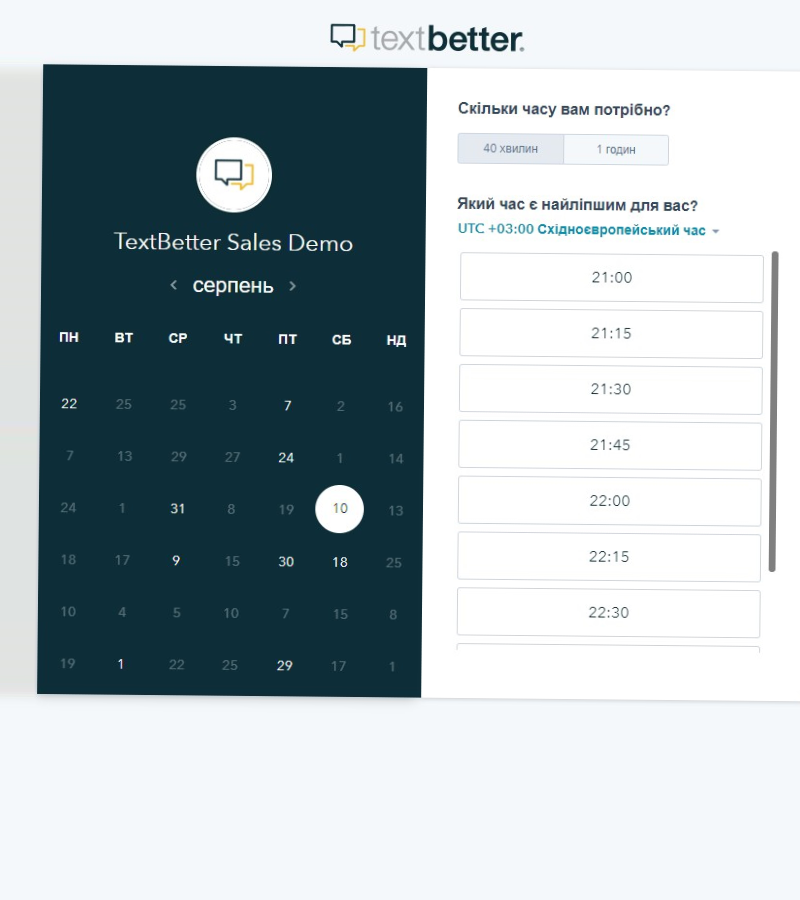 textbetter.
TextBetter Sales Demo
серпень
ПН ВТ СР ЧТ ПТ СБ НД
22 25 25 3 7 2 16
7 13 29 27 24 1 14
24 1 31 8 19 10 13
18 17 9 15 30 18 25
10 4 5 10 7 15 8
19 1 22 25 29 17 1
Скільки часу вам потрібно?
40 хвилин 1 годин
Який час є найліпшим для вас?
UTC +03:00 Східноєвропейський час
21:00
21:15
21:30
21:45
22:00
22:15
22:30